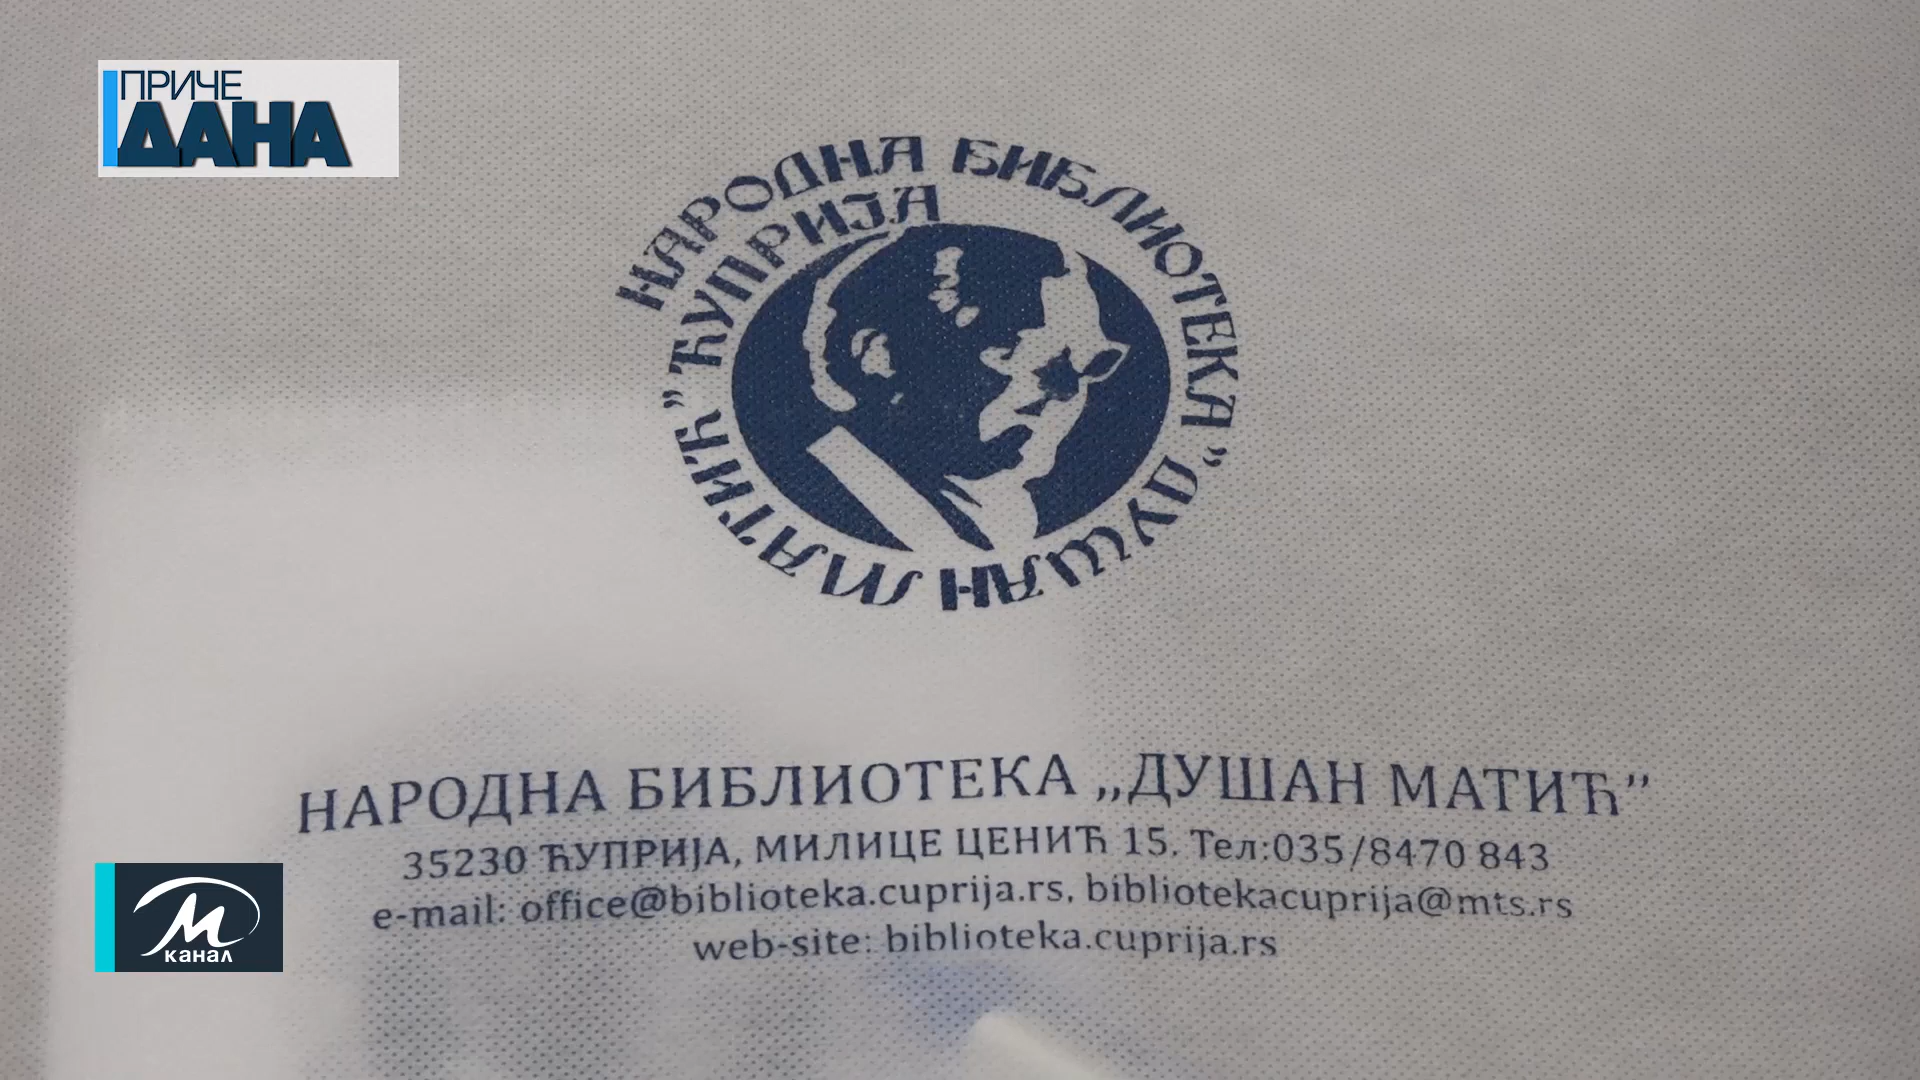 ПРИЧЕ
ДАНА
НАРОДНА БИБЛИОТЕКА "ДУШАН МАТИЋ" ЋУПРИЈА
НАРОДНА БИБЛИОТЕКА ,,ДУШАН МАТИЋ''
35230 ЋУПРИЈА, МИЛИЦЕ ЦЕНИЋ 15. Тел:035/8470 843
e-mail: office@biblioteka.cuprija.rs, bibliotekacuprija@mts.rs
web-site: biblioteka.cuprija.rs
М
канал